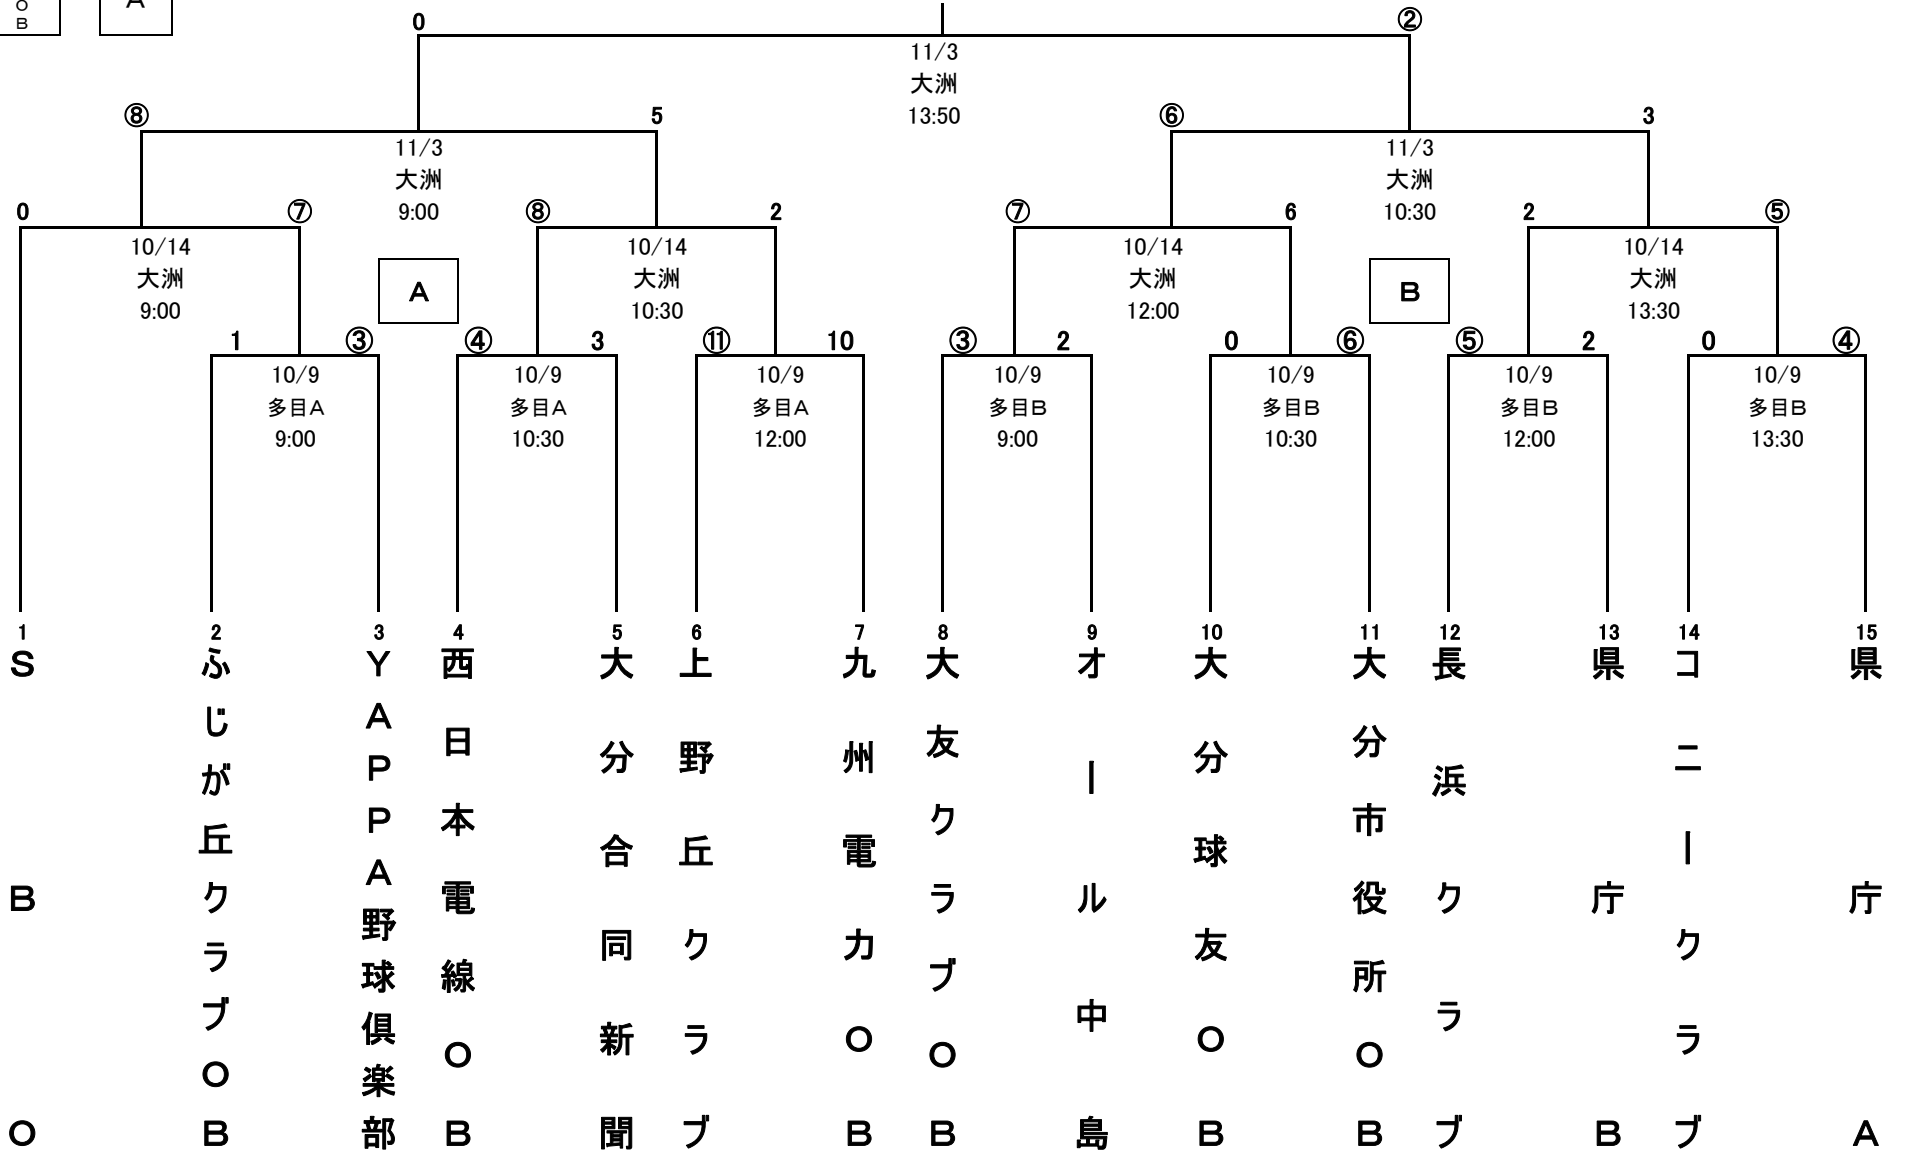 OB
A
0
②
11/3
大洲
13:50
⑧
5
⑥
3
11/3
大洲
9:00
11/3
大洲
10:30
0
⑦
⑧
2
⑦
6
2
⑤
10/14
大洲
9:00
10/14
大洲
10:30
10/14
大洲
12:00
10/14
大洲
13:30
A
B
1
③
④
3
⑪
10
③
2
0
⑥
⑤
2
0
④
10/9
多目A
9:00
10/9
多目A
10:30
10/9
多目A
12:00
10/9
多目B
9:00
10/9
多目B
10:30
10/9
多目B
12:00
10/9
多目B
13:30
1
SBO
2
ふじが丘クラブOB
3
YAPPA野球倶楽部
4
西日本電線OB
5
大分合同新聞
6
上野丘クラブ
7
九州電力OB
8
大友クラブOB
9
オール中島
10
大分球友OB
11
大分市役所OB
12
長浜クラブ
13
県庁B
14
コニークラブ
15
県庁A